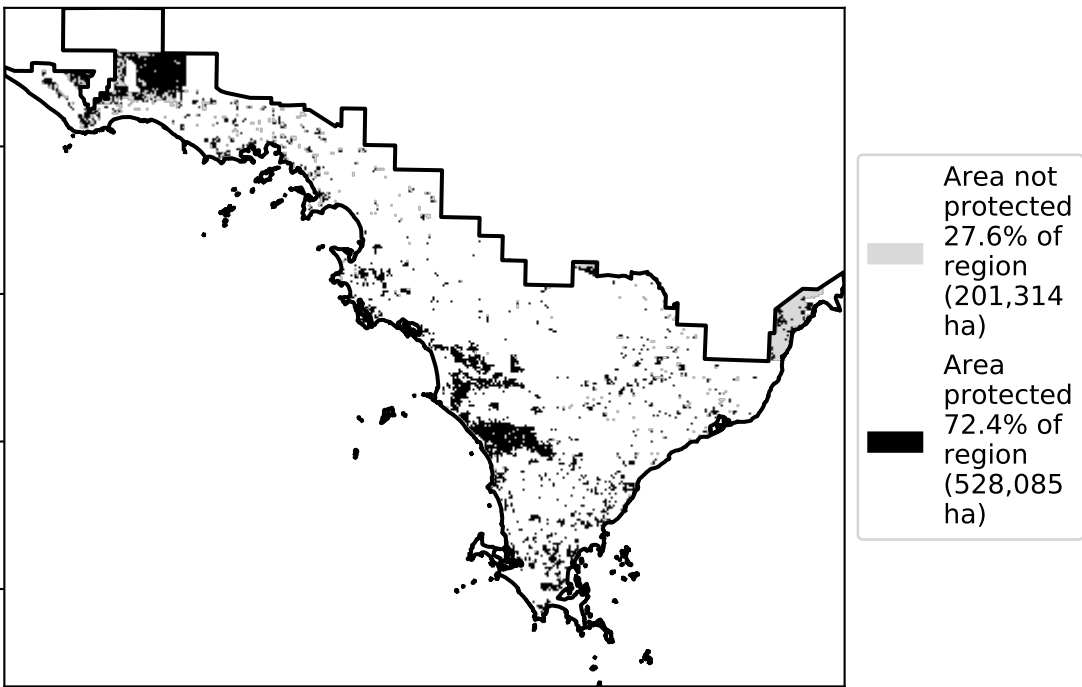 Area not
protected
27.6% of
region
(201,314
ha)
Area
protected
72.4% of
region
(528,085
ha)